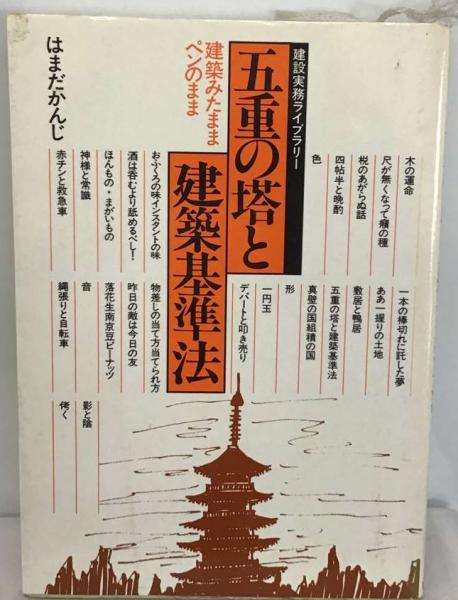 建設実務ライブラリー
五重の塔と
建築基準法
建築みたまま
ペンのまま
はまだかんじ
木の運命
尺が無くなって癪の種
梲のあがらぬ話
四帖半と晩酌
色
一本の棒切れに託した夢
ああ一握りの土地
敷居と鴨居
五重の塔と建築基準法
真壁の国組積の国
形
一円玉
デパートと叩き売り
おふくろの味インスタントの味
酒は呑むより舐めるべし!
ほんもの・まがいもの
神様と常識
赤チンと救急車
物差しの当て方当てられ方
昨日の敵は今日の友
落花生南京豆ピーナッツ
音
縄張りと自転車
影と陰